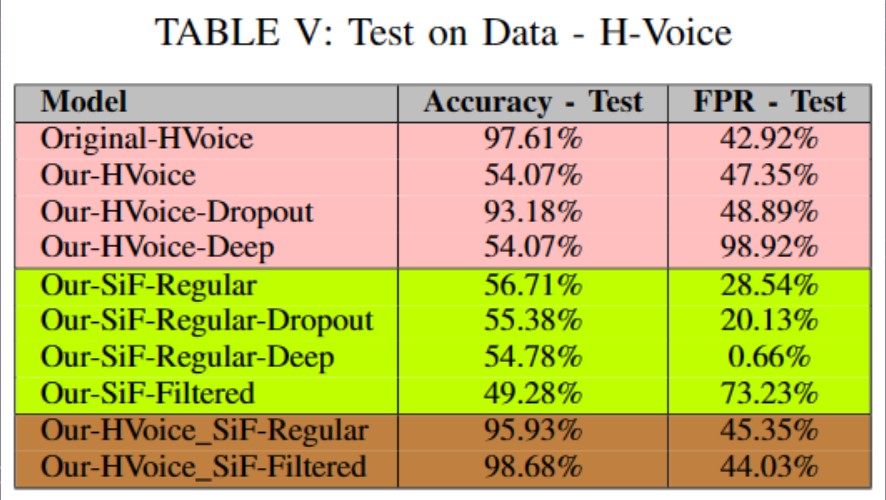 TABLE V: Test on Data - H-Voice
Model Accuracy - Test FPR - Test
Original-HVoice 97.61% 42.92%
Our-HVoice 54.07% 47.35%
Our-HVoice-Dropout 93.18% 48.89%
Our-HVoice-Deep 54.07% 98.92%
Our-SiF-Regular 56.71% 28.54%
Our-SiF-Regular-Dropout 55.38% 20.13%
Our-SiF-Regular-Deep 54.78% 0.66%
Our-SiF-Filtered 49.28% 73.23%
Our-HVoice_SiF-Regular 95.93% 45.35%
Our-HVoice_SiF-Filtered 98.68% 44.03%